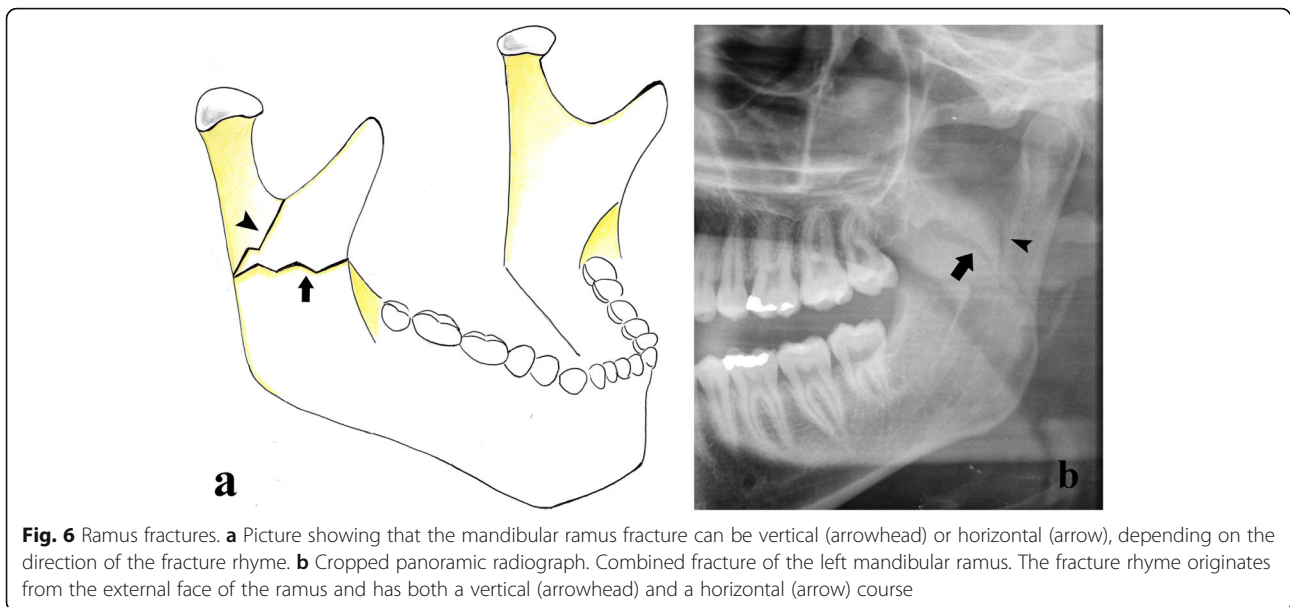 a
b
Fig. 6 Ramus fractures. a Picture showing that the mandibular ramus fracture can be vertical (arrowhead) or horizontal (arrow), depending on the
direction of the fracture rhyme. b Cropped panoramic radiograph. Combined fracture of the left mandibular ramus. The fracture rhyme originates
from the external face of the ramus and has both a vertical (arrowhead) and a horizontal (arrow) course